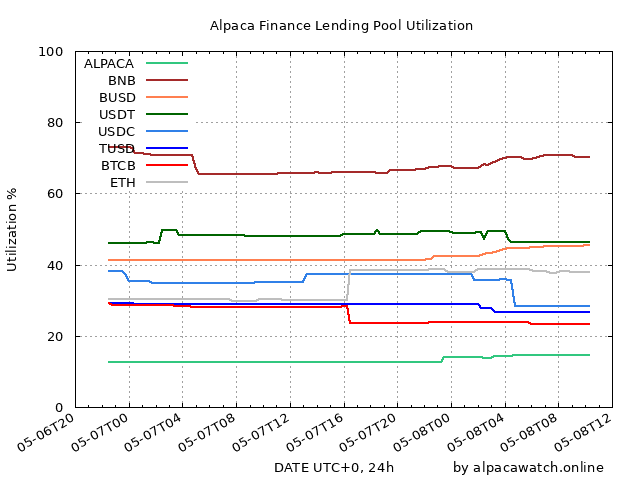 Alpaca Finance Lending Pool Utilization
100
80
60
40
20
0
Utilization %
ALPACA
BNB
BUSD
USDT
USDC
TUSD
BTCB
ETH
05-06T20
05-07T00
05-07T04
05-07T08
05-07T12
05-07T16
05-07T20
05-08T00
05-08T04
05-08T08
05-08T12
DATE UTC+0, 24h
by alpacawatch.online